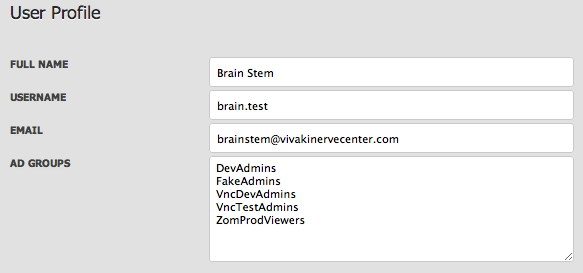 User Profile
FULL NAME
Brain Stem
USERNAME
brain.test
EMAIL
brainstem@vivakinervecenter.com
AD GROUPS
DevAdmins
FakeAdmins
VncDevAdmins
VncTestAdmins
ZomProdViewers